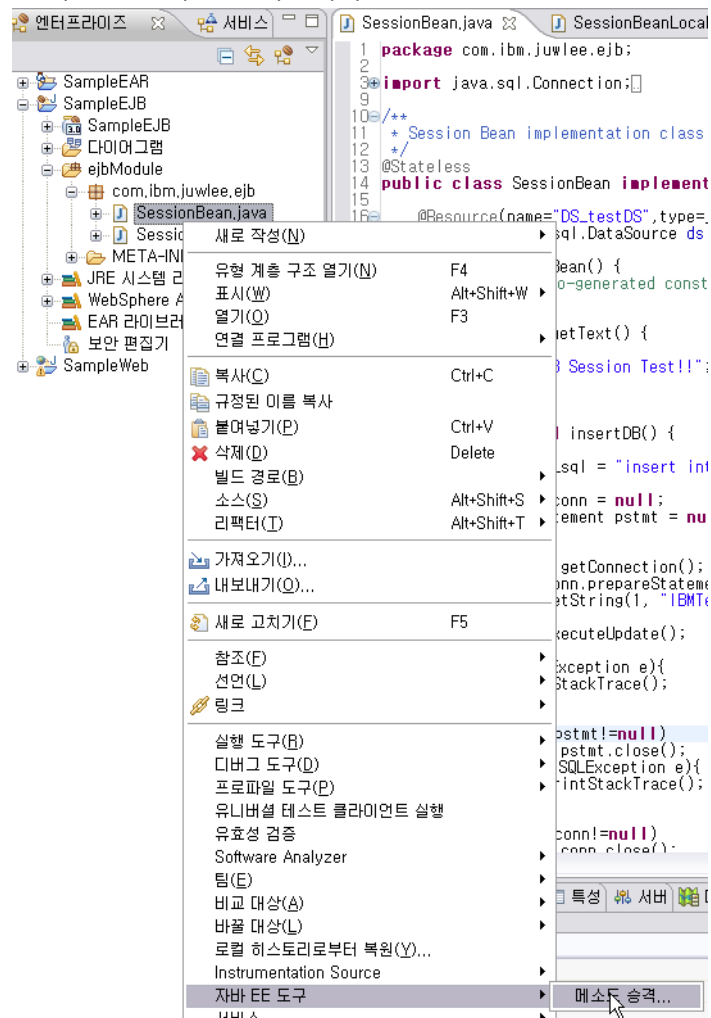 엔터프라이즈
서비스
SampleEAR
SampleEJB
SampleEJB
다이어그램
ejbModule
com.ibm.juwlee.ejb
SessionBean.java
Sessic
META-INI
JRE 시스템 라
WebSphere A
EAR 라이브러
보안 편집기
SampleWeb
SessionBean.java
SessionBeanLocal
1 package com.ibm.juwlee.ejb;
2
3 import java.sql.Connection;
9
10 /**
11 * Session Bean implementation class
12 */
13 @Stateless
14 public class SessionBean implement
15
16 @Resource(name="DS_testDS",type=
sql.DataSource ds
Bean() {
o-generated const
getText() {
Session Test!!"
insertDB() {
_sql = "insert int
conn = null;
ement pstmt = nu
getConnection();
onn.prepareStateme
etString(1, "IBMTe
xecuteUpdate();
xception e){
StackTrace();
pstmt!=null)
pstmt.close();
SQLException e){
rintStackTrace();
conn!=null)
conn.close();
특성
서버
새로 작성(N)
유형 계층 구조 열기(N) F4
표시(W) Alt+Shift+W
열기(O) F3
연결 프로그램(H)
복사(C) Ctrl+C
규정된 이름 복사
붙여넣기(P) Ctrl+V
삭제(D) Delete
빌드 경로(B)
소스(S) Alt+Shift+S
리팩터(T) Alt+Shift+T
가져오기(I)...
내보내기(O)...
새로 고치기(F) F5
참조(F)
선언(L)
링크
실행 도구(R)
디버그 도구(D)
프로파일 도구(P)
유니버셜 테스트 클라이언트 실행
유효성 검증
Software Analyzer
팀(E)
비교 대상(A)
바꿀 대상(L)
로컬 히스토리로부터 복원(Y)...
Instrumentation Source
자바 EE 도구
메소드 승격...
서비스